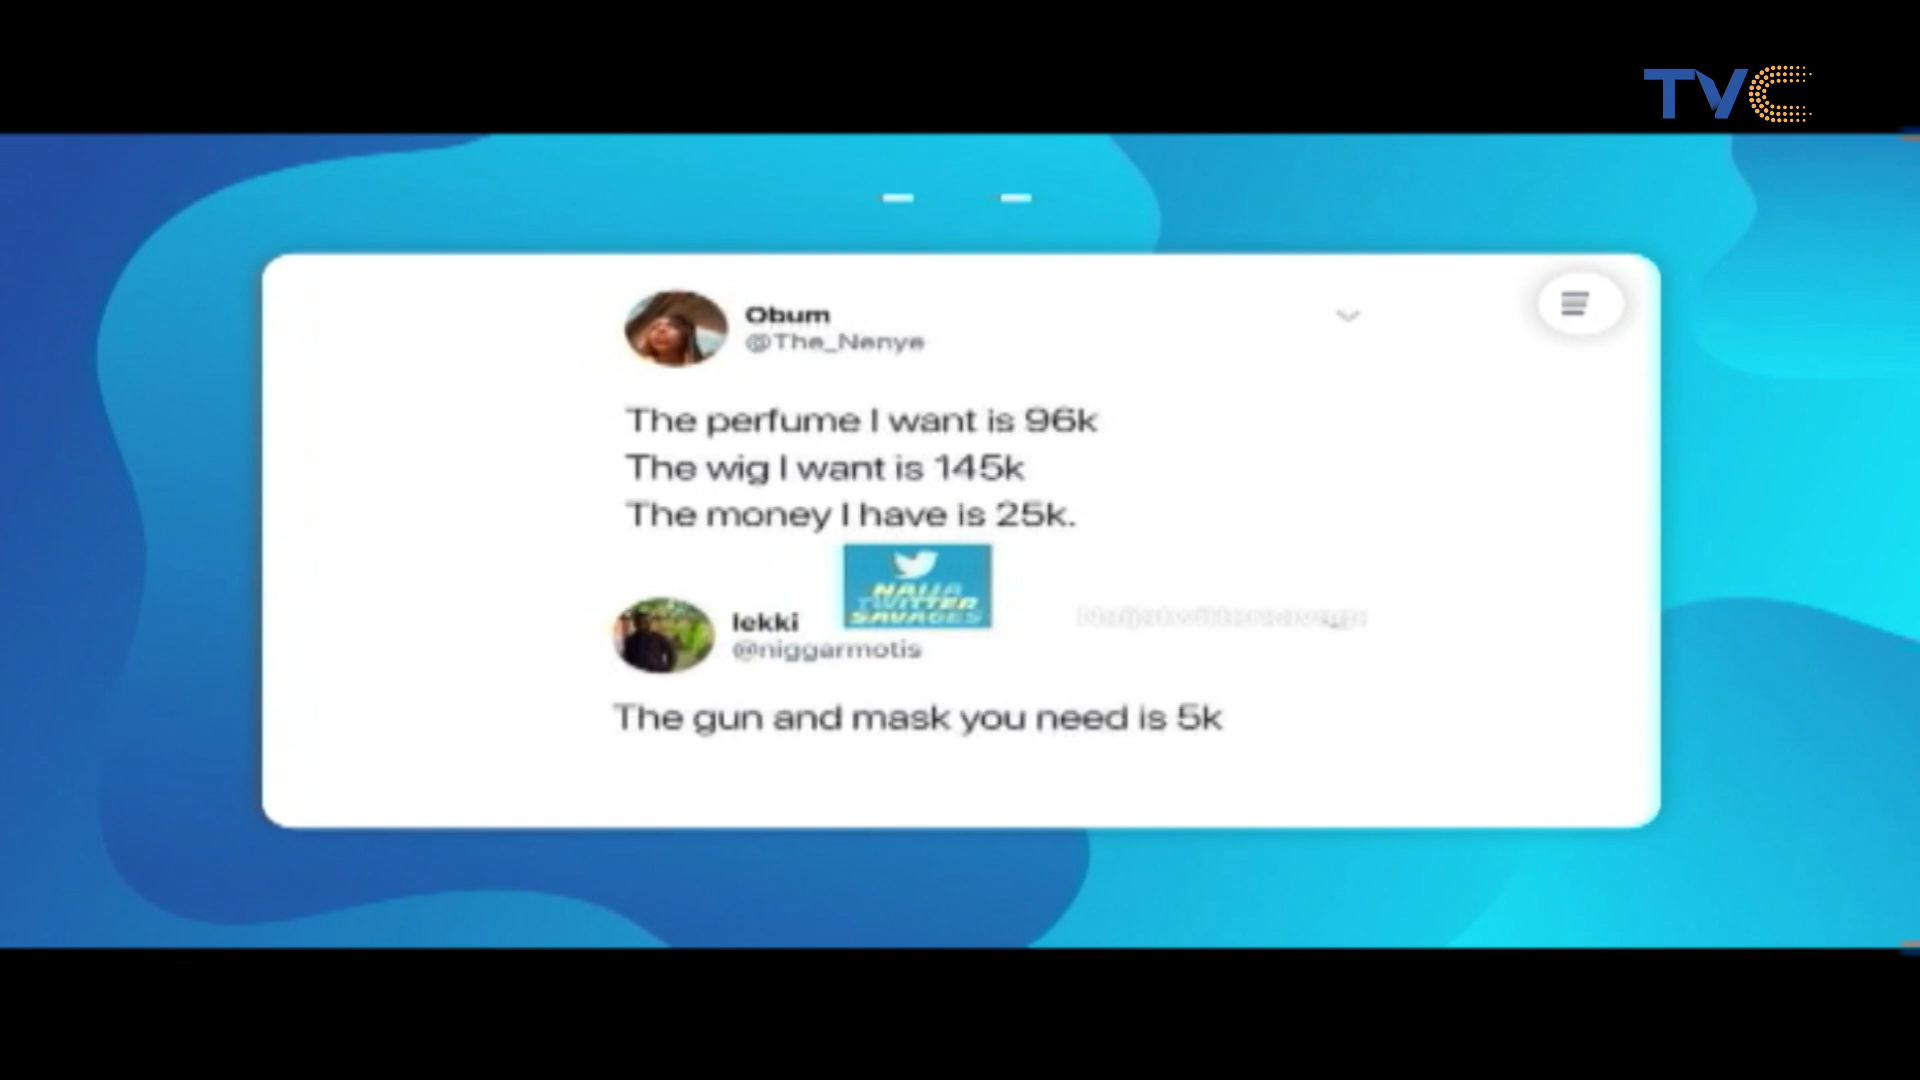 TVC
Obum
@The_Nenye
The perfume I want is 96k
The wig I want is 145k
The money I have is 25k.
NAIJA
TWITTER
SAVAGES
Naijatwittersavage
lekki
@niggarmotis
The gun and mask you need is 5k